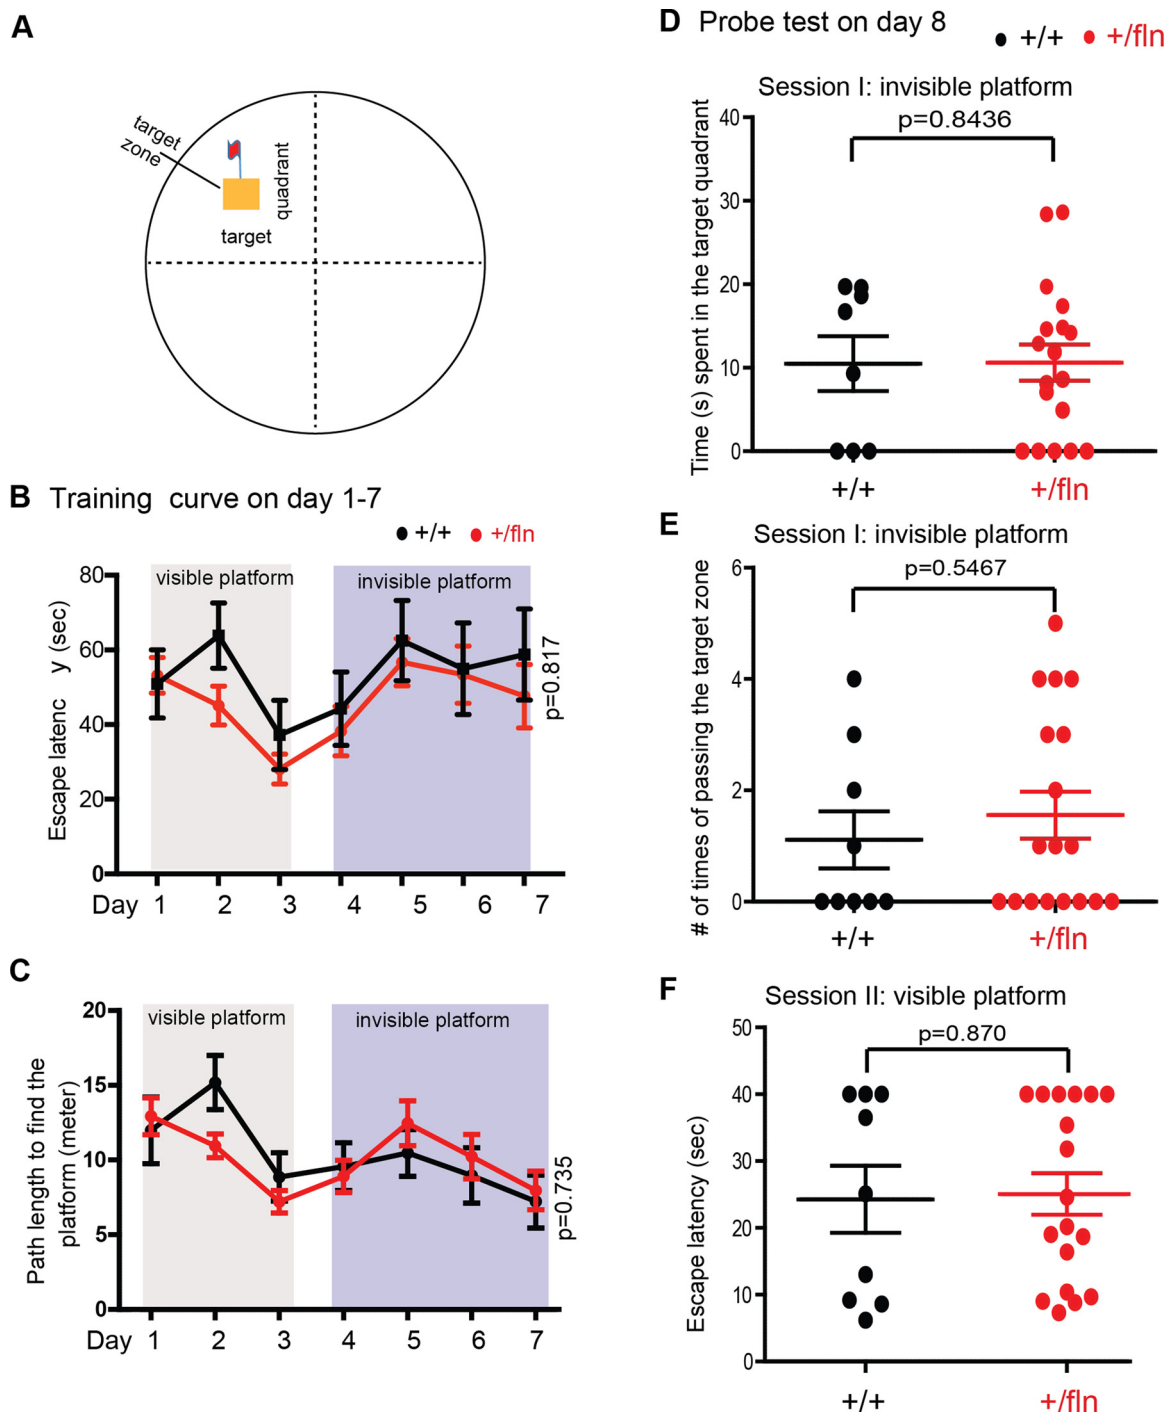 A
target
zone
quadrant
target
B Training curve on day 1-7
+/+ +/fln
visible platform
invisible platform
Escape latenc y (sec)
80
60
40
20
0
p=0.817
Day 1 2 3 4 5 6 7
C
visible platform
invisible platform
Path length to find the
platform (meter)
20
15
10
5
0
p=0.735
Day 1 2 3 4 5 6 7
D Probe test on day 8
+/+ +/fln
Session I: invisible platform
p=0.8436
Time (s) spent in the target quadrant
40
30
20
10
0
+/+ +/fln
E
Session I: invisible platform
p=0.5467
# of times of passing the target zone
6
4
2
0
+/+ +/fln
F
Session II: visible platform
p=0.870
Escape latency (sec)
50
40
30
20
10
0
+/+ +/fln